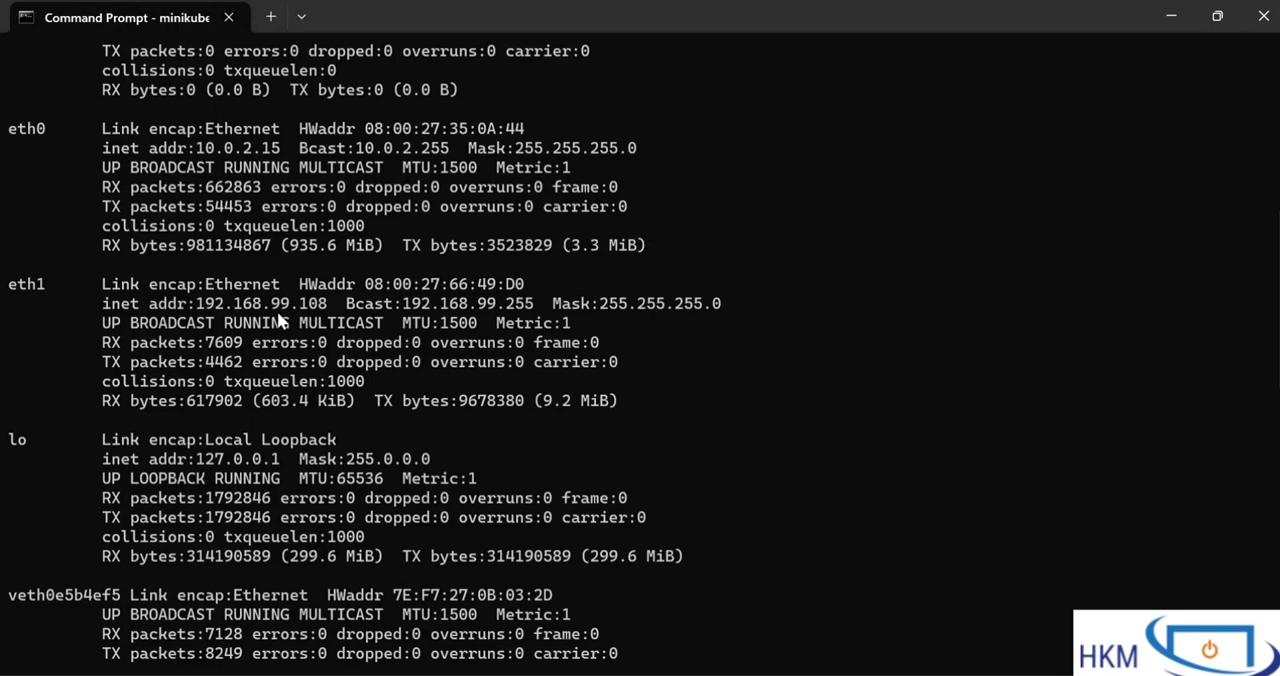 Command Prompt - minikube
TX packets:0 errors:0 dropped:0 overruns:0 carrier:0
collisions:0 txqueuelen:0
RX bytes:0 (0.0 B)  TX bytes:0 (0.0 B)
eth0      Link encap:Ethernet  HWaddr 08:00:27:35:0A:44
inet addr:10.0.2.15  Bcast:10.0.2.255  Mask:255.255.255.0
UP BROADCAST RUNNING MULTICAST  MTU:1500  Metric:1
RX packets:662863 errors:0 dropped:0 overruns:0 frame:0
TX packets:54453 errors:0 dropped:0 overruns:0 carrier:0
collisions:0 txqueuelen:1000
RX bytes:981134867 (935.6 MiB)  TX bytes:3523829 (3.3 MiB)
eth1      Link encap:Ethernet  HWaddr 08:00:27:66:49:D0
inet addr:192.168.99.108  Bcast:192.168.99.255  Mask:255.255.255.0
UP BROADCAST RUNNING MULTICAST  MTU:1500  Metric:1
RX packets:7609 errors:0 dropped:0 overruns:0 frame:0
TX packets:4462 errors:0 dropped:0 overruns:0 carrier:0
collisions:0 txqueuelen:1000
RX bytes:617902 (603.4 KiB)  TX bytes:9678380 (9.2 MiB)
lo        Link encap:Local Loopback
inet addr:127.0.0.1  Mask:255.0.0.0
UP LOOPBACK RUNNING  MTU:65536  Metric:1
RX packets:1792846 errors:0 dropped:0 overruns:0 frame:0
TX packets:1792846 errors:0 dropped:0 overruns:0 carrier:0
collisions:0 txqueuelen:1000
RX bytes:314190589 (299.6 MiB)  TX bytes:314190589 (299.6 MiB)
veth0e5b4ef5 Link encap:Ethernet  HWaddr 7E:F7:27:0B:03:2D
UP BROADCAST RUNNING MULTICAST  MTU:1500  Metric:1
RX packets:7128 errors:0 dropped:0 overruns:0 frame:0
TX packets:8249 errors:0 dropped:0 overruns:0 carrier:0
HKM